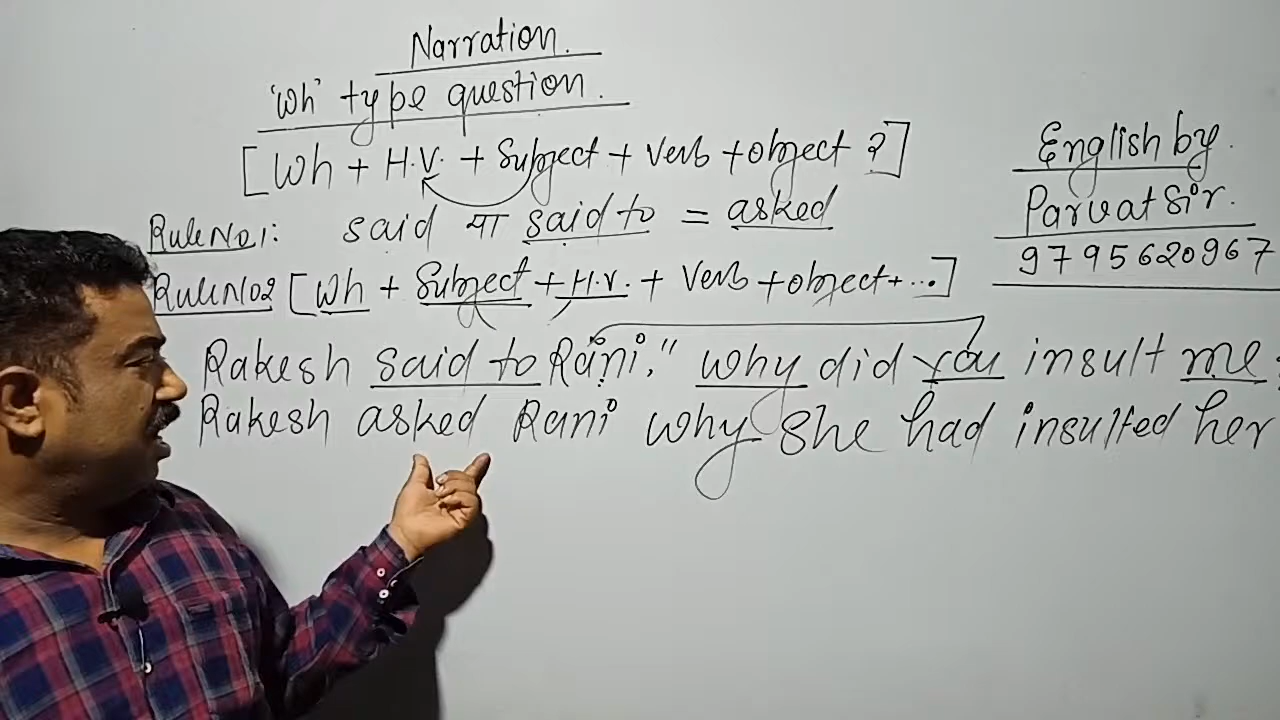 Narration.
'Wh' type question.
[Wh + H.V. + Subject + Verb + object ?]
English by
Parvat Sir.
9795620967
Rule No1: said या said to = asked
Rule No2 [Wh + Subject + H.V. + Verb + object + ...]
Rakesh said to Rani, " why did you insult me ?
Rakesh asked Rani why she had insulted her